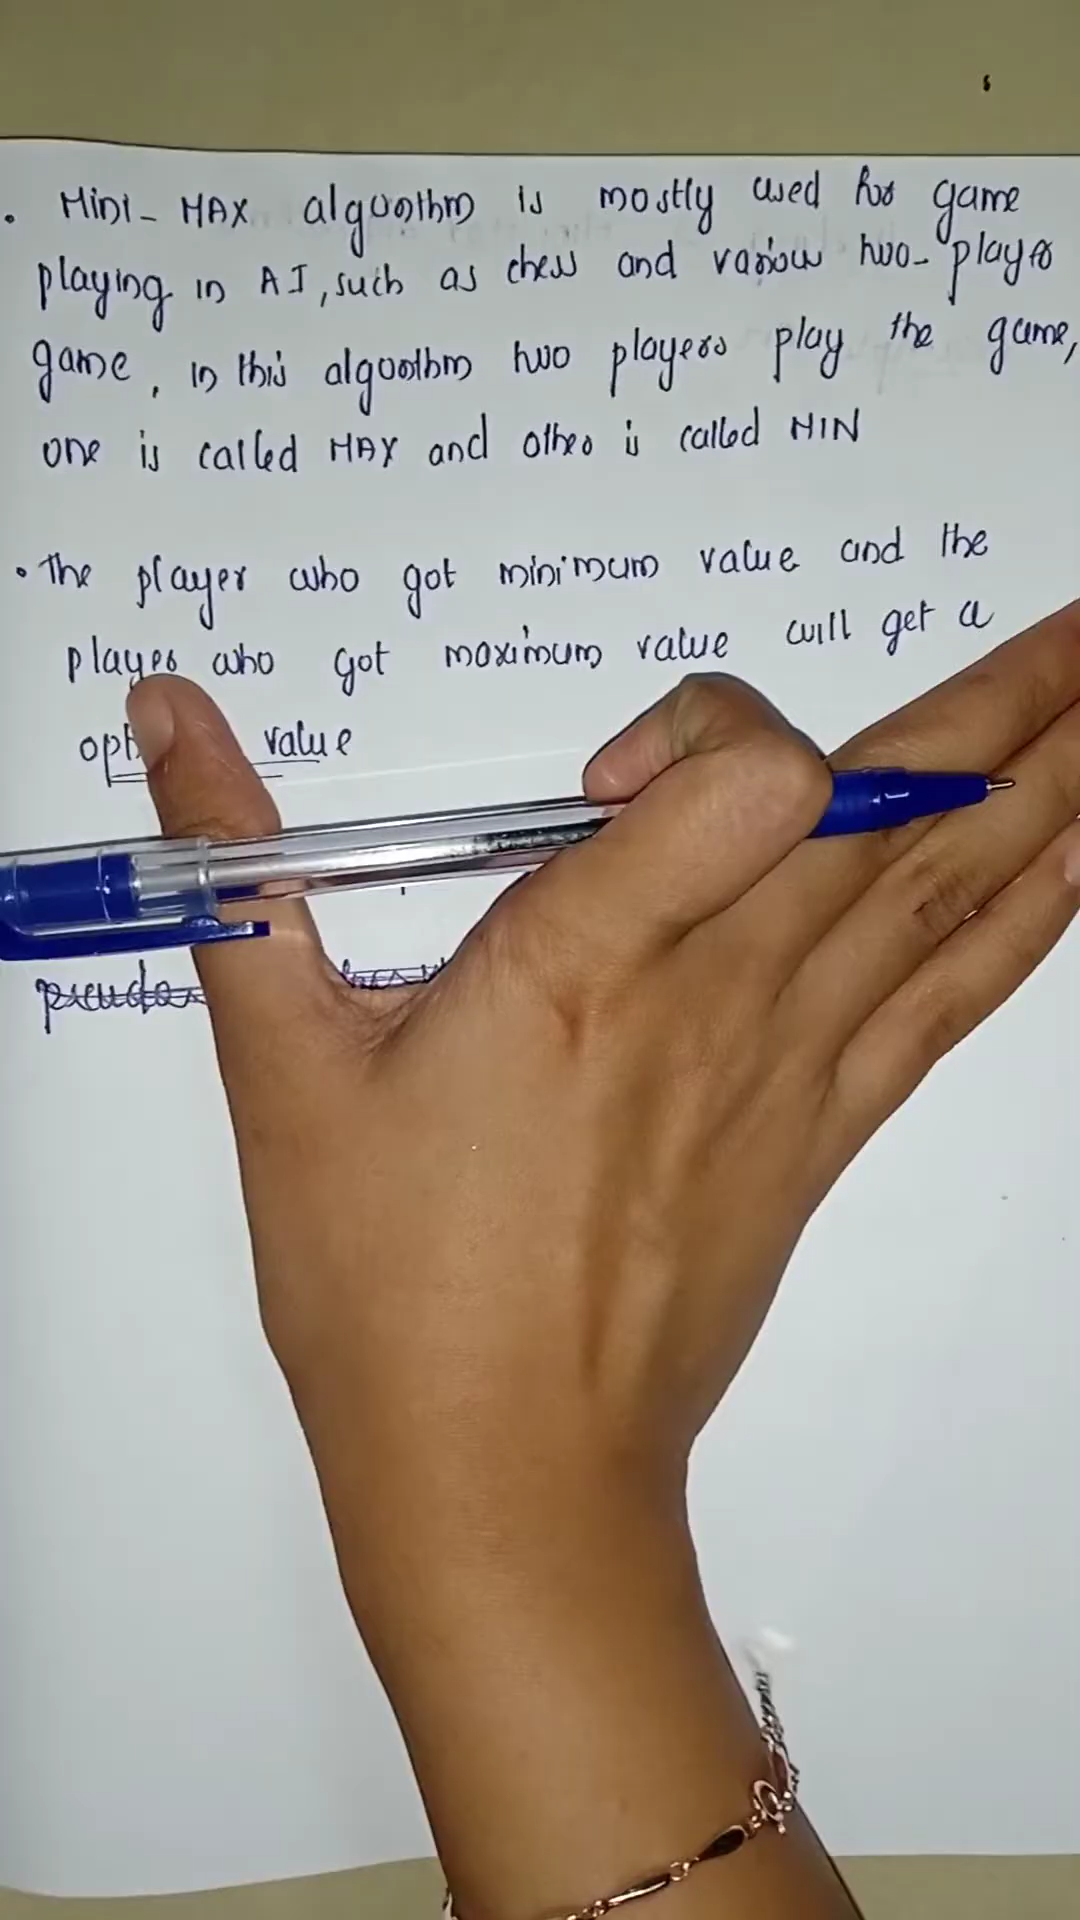 . Mini-MAX algorithm is mostly used for game
playing in AI, such as chess and various two-player
game, in this algorithm two players play the game,
one is called MAX and other is called MIN
. The player who got minimum value and the
player who got maximum value will get a
value